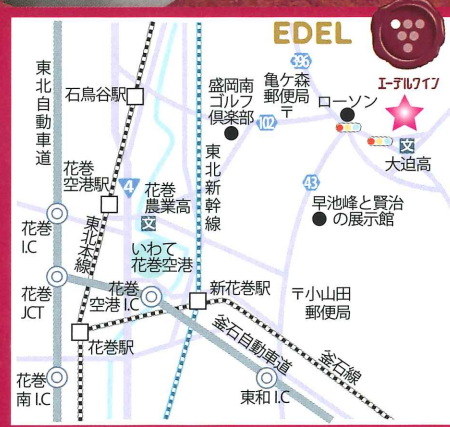 EDEL
エーデルワイン
東北自動車道
石鳥谷駅
盛岡南
ゴルフ
倶楽部
亀ケ森
郵便局
〒
396
ローソン
102
文
大迫高
花巻
空港駅
4
花巻
農業高
文
東北新幹線
43
早池峰と賢治
の展示館
花巻
I.C
東北本線
いわて
花巻空港
花巻
JCT
花巻
空港I.C
新花巻駅
〒小山田
郵便局
花巻駅
釜石自動車道
釜石線
花巻
南I.C
東和I.C